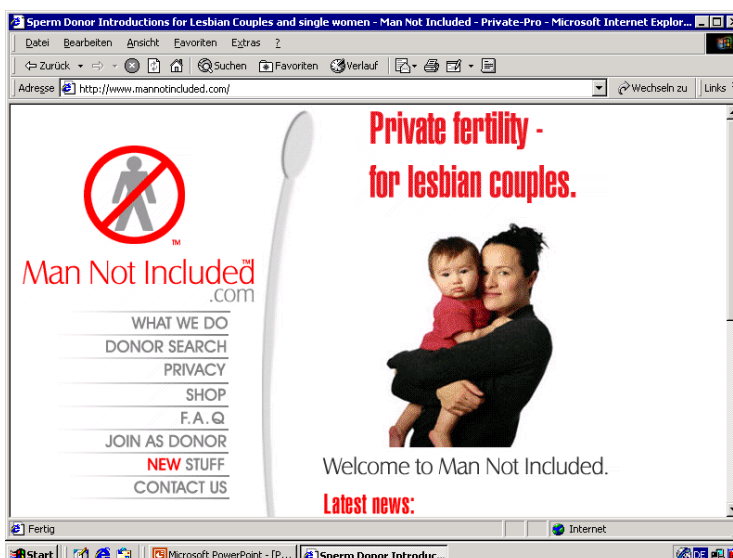 Sperm Donor Introductions for Lesbian Couples and single women - Man Not Included - Private-Pro - Microsoft Internet Explor...
Datei Bearbeiten Ansicht Favoriten Extras ?
Zurück Suchen Favoriten Verlauf
Adresse http://www.mannotincluded.com/ Wechseln zu Links
Private fertility -
for lesbian couples.
TM
Man Not Included™
.com
WHAT WE DO
DONOR SEARCH
PRIVACY
SHOP
F.A.Q
JOIN AS DONOR
NEW STUFF
CONTACT US
Welcome to Man Not Included.
Latest news:
Fertig Internet
Start Microsoft PowerPoint - [P... Sperm Donor Introduc... DE